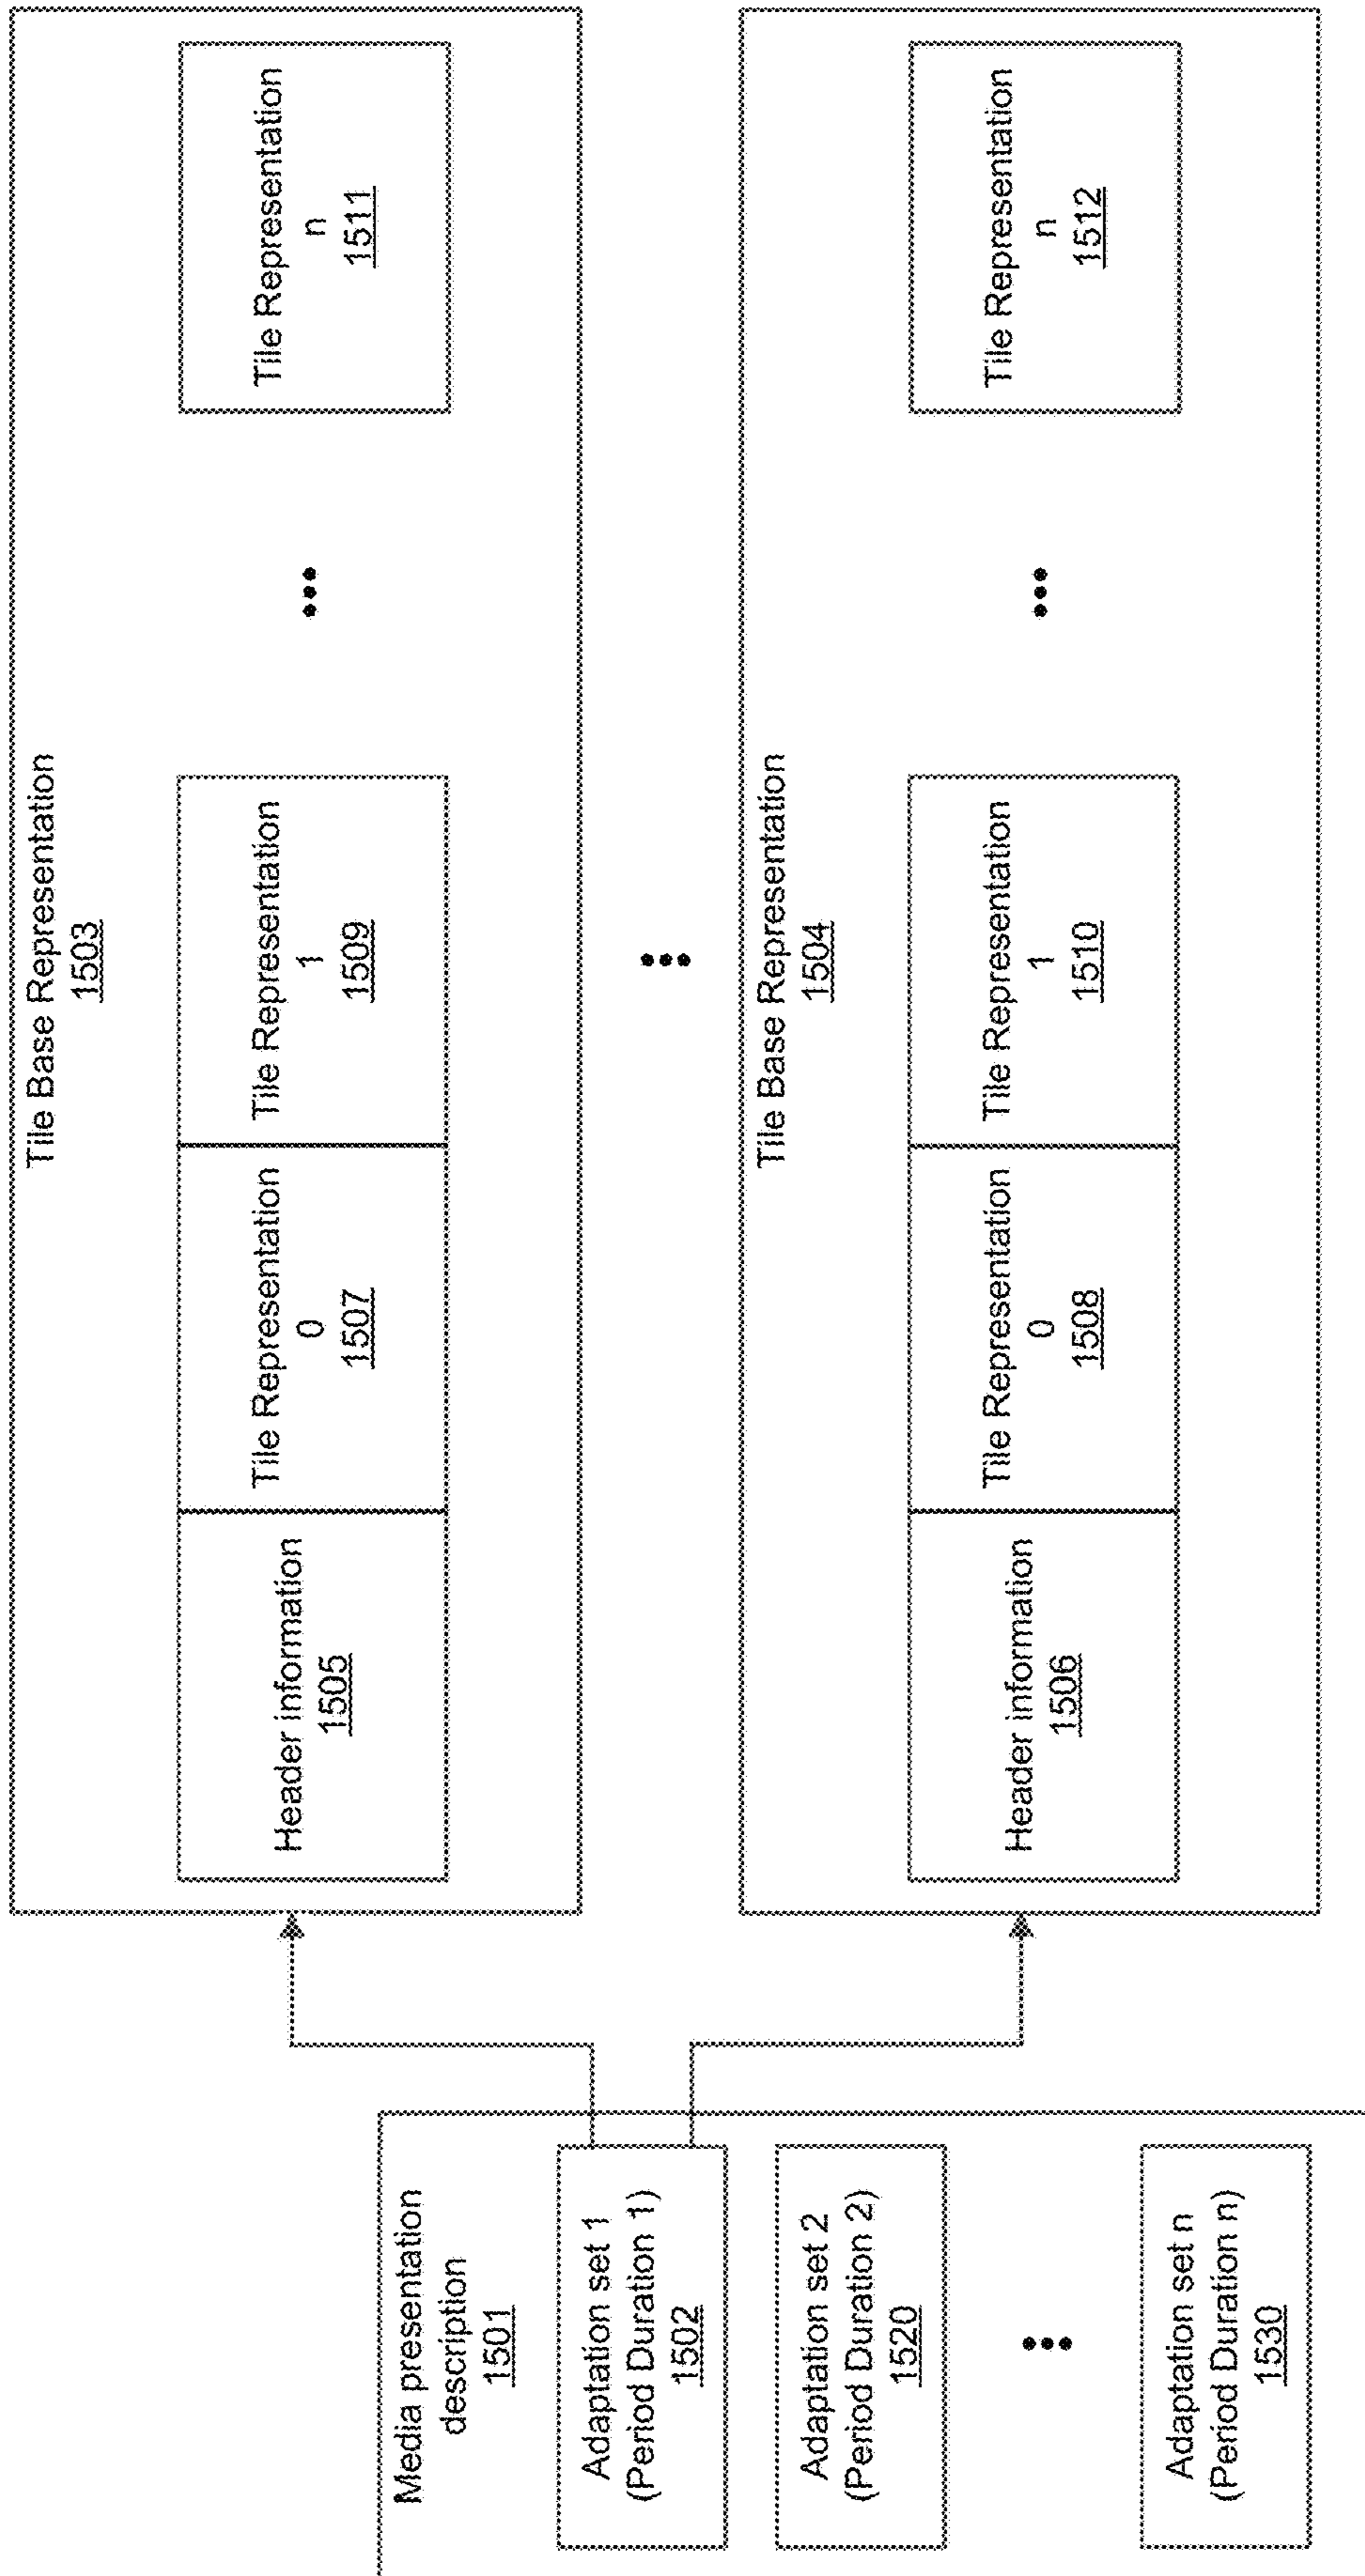 Media presentation
description
1501
Adaptation set 1
(Period Duration 1)
1502
Adaptation set 2
(Period Duration 2)
1520
•••
Adaptation set n
(Period Duration n)
1530
Tile Base Representation
1503
Header information
1505
Tile Representation
0
1507
Tile Representation
1
1509
•••
Tile Representation
n
1511
•••
Tile Base Representation
1504
Header information
1506
Tile Representation
0
1508
Tile Representation
1
1510
•••
Tile Representation
n
1512